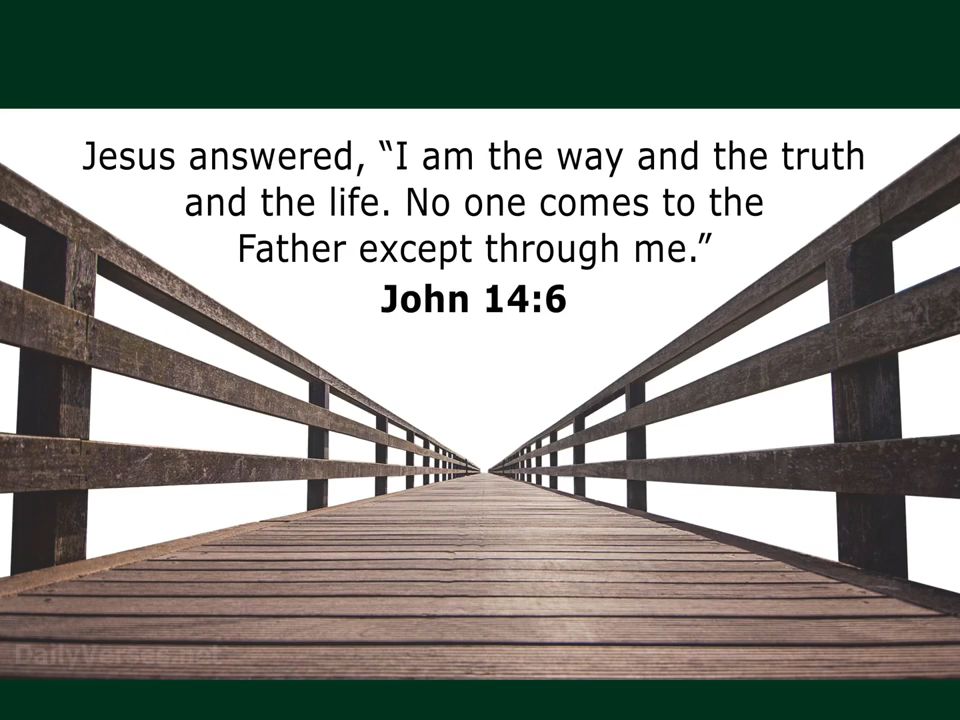 Jesus answered, “I am the way and the truth
and the life. No one comes to the
Father except through me.”
John 14:6
DailyVerses.net